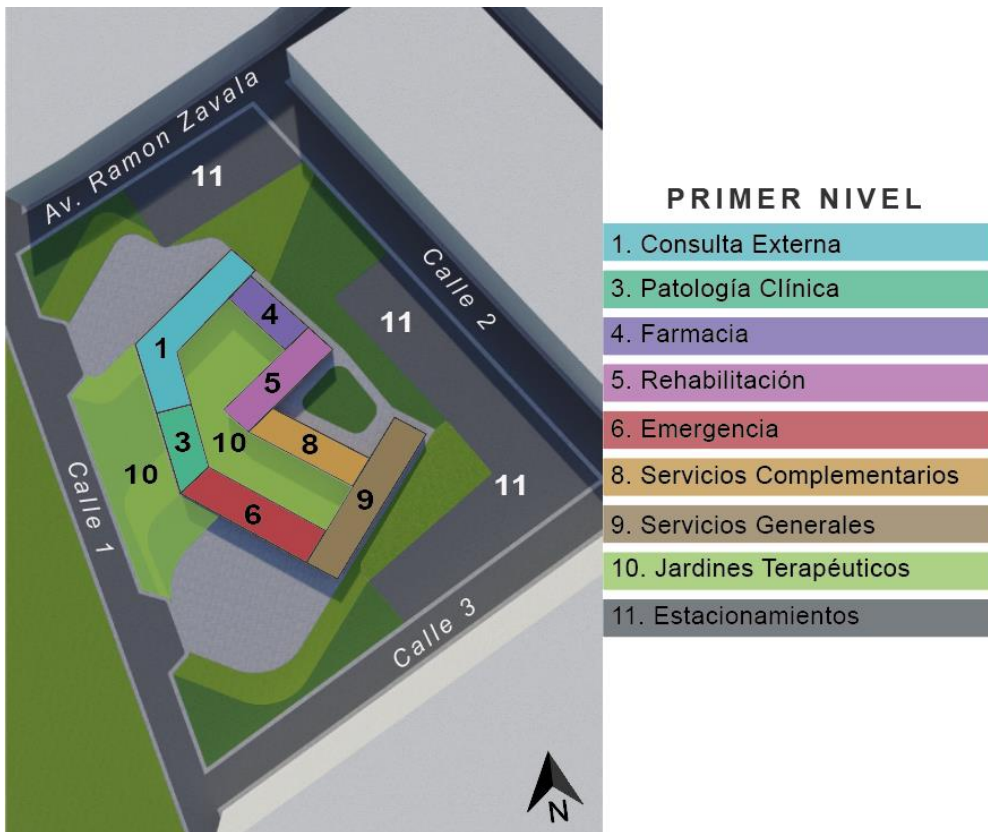 Av. Ramon Zavala
11
Calle 2
11
4
1
5
3
10
8
10
11
9
6
Calle 1
Calle 3
N
PRIMER NIVEL
1. Consulta Externa
3. Patología Clínica
4. Farmacia
5. Rehabilitación
6. Emergencia
8. Servicios Complementarios
9. Servicios Generales
10. Jardines Terapéuticos
11. Estacionamientos